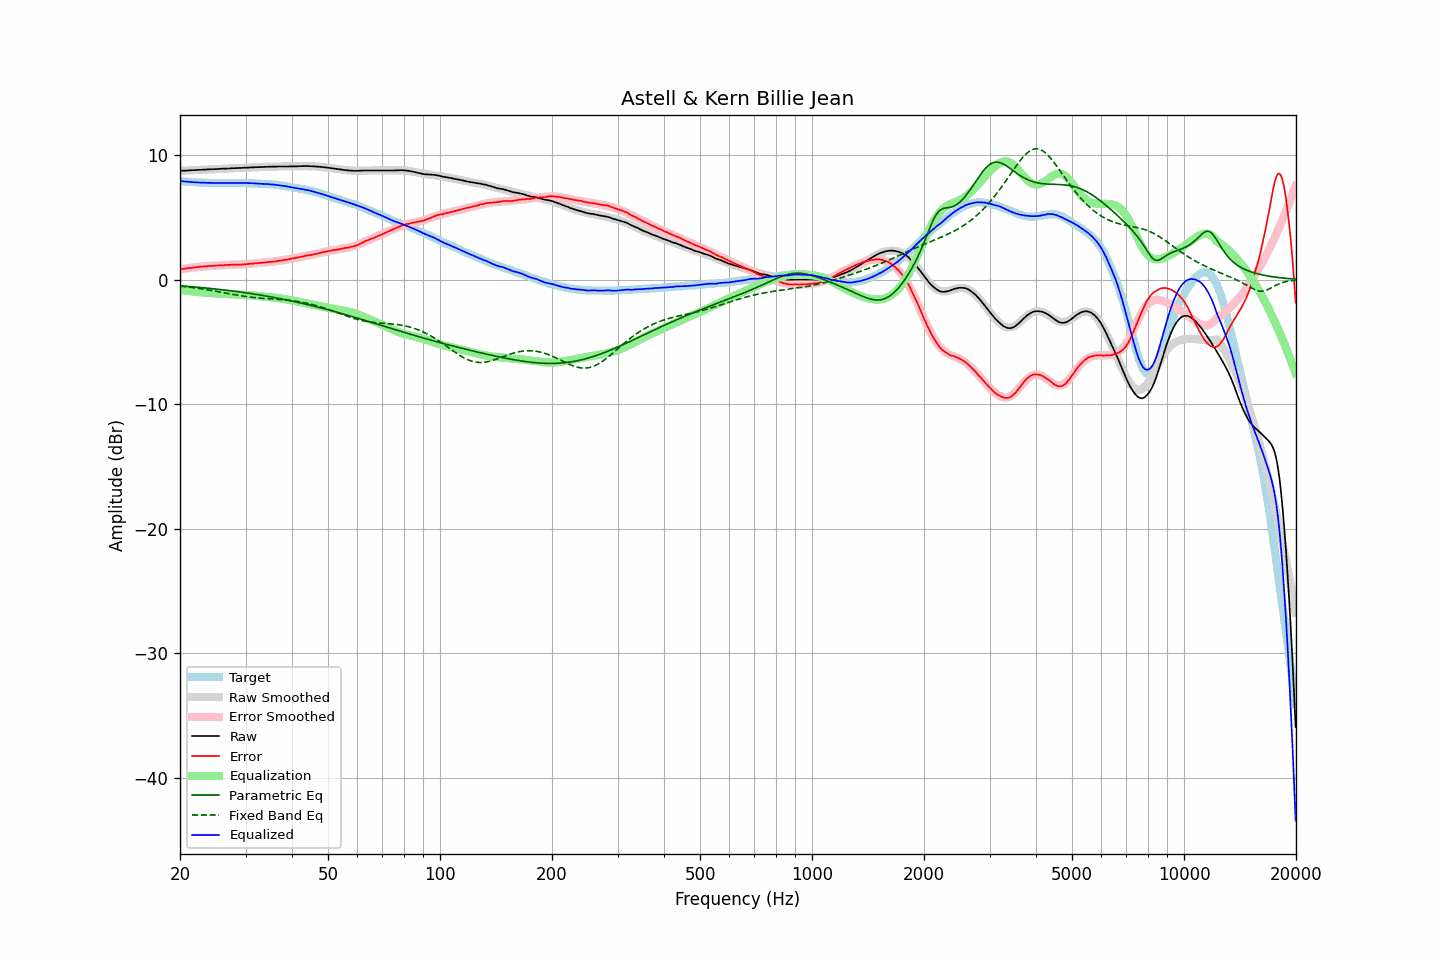 Astell & Kern Billie Jean
Amplitude (dBr)
10
0
−10
−20
−30
−40
Target
Raw Smoothed
Error Smoothed
Raw
Error
Equalization
Parametric Eq
Fixed Band Eq
Equalized
20 50 100 200 500 1000 2000 5000 10000 20000
Frequency (Hz)